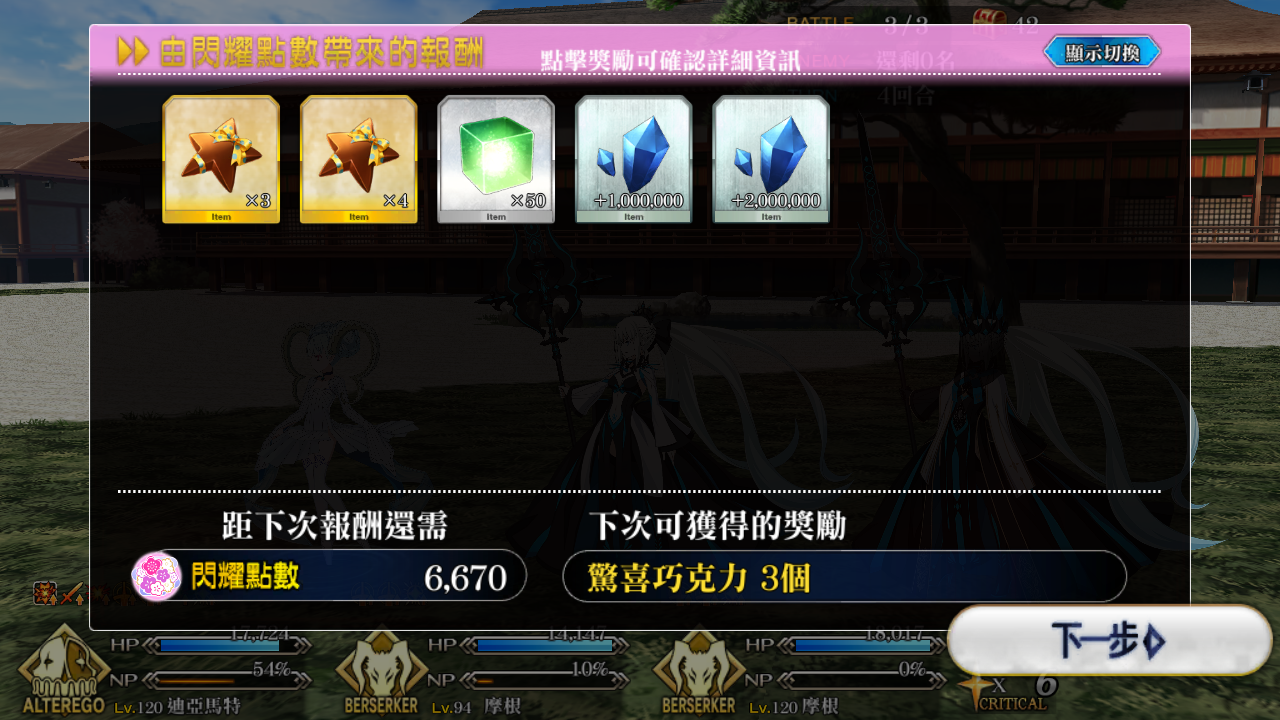 BATTLE 3/3 42
由閃耀點數帶來的報酬
點擊獎勵可確認詳細資訊
顯示切換
ENEMY 還剩0名
4回合
×3
×4
×50
+1,000,000
+2,000,000
Item
Item
Item
Item
Item
距下次報酬還需
下次可獲得的獎勵
閃耀點數
6,670
驚喜巧克力 3個
下一步
HP 17,724
NP 54%
ALTEREGO Lv.120 迪亞馬特
HP 14,147
NP 10%
BERSERKER Lv.94 摩根
HP 18,017
NP 0%
BERSERKER Lv.120 摩根
X 6
CRITICAL